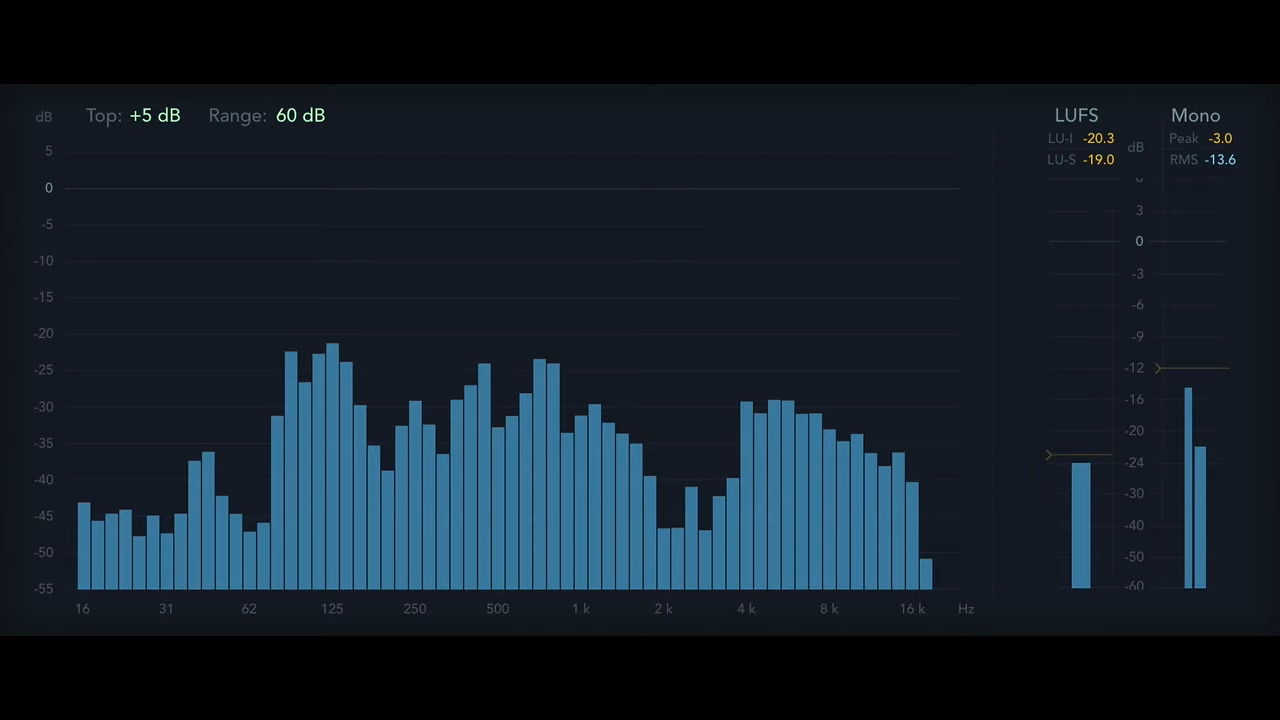 dB Top: +5 dB Range: 60 dB
5
0
-5
-10
-15
-20
-25
-30
-35
-40
-45
-50
-55
16 31 62 125 250 500 1 k 2 k 4 k 8 k 16 k Hz
LUFS
LU-I -20.3
LU-S -19.0
dB
Mono
Peak -3.0
RMS -13.6
3
0
-3
-6
-9
-12
-16
-20
-24
-30
-40
-50
-60